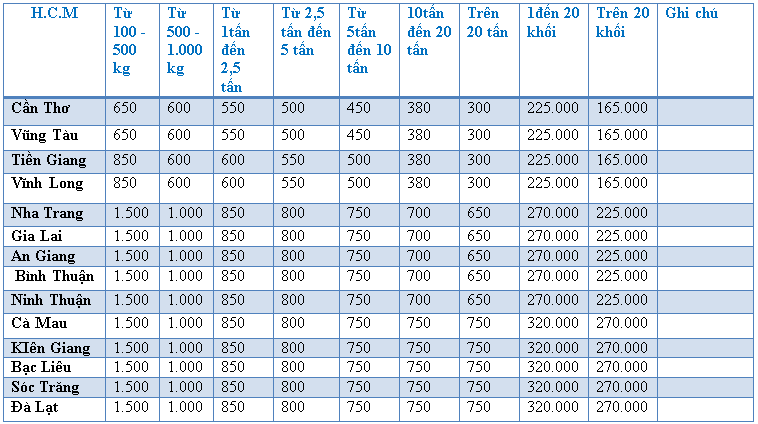 H.C.M Từ 100 - 500 kg Từ 500 - 1.000 kg Từ 1tấn đến 2,5 tấn Từ 2,5 tấn đến 5 tấn Từ 5tấn đến 10 tấn 10tấn đến 20 tấn Trên 20 tấn 1đến 20 khối Trên 20 khối Ghi chú
Cần Thơ 650 600 550 500 450 380 300 225.000 165.000
Vũng Tàu 650 600 550 500 450 380 300 225.000 165.000
Tiền Giang 850 600 600 550 500 380 300 225.000 165.000
Vĩnh Long 850 600 600 550 500 380 300 225.000 165.000
Nha Trang 1.500 1.000 850 800 750 700 650 270.000 225.000
Gia Lai 1.500 1.000 850 800 750 700 650 270.000 225.000
An Giang 1.500 1.000 850 800 750 700 650 270.000 225.000
Bình Thuận 1.500 1.000 850 800 750 700 650 270.000 225.000
Ninh Thuận 1.500 1.000 850 800 750 700 650 270.000 225.000
Cà Mau 1.500 1.000 850 800 750 750 750 320.000 270.000
KIên Giang 1.500 1.000 850 800 750 750 750 320.000 270.000
Bạc Liêu 1.500 1.000 850 800 750 750 750 320.000 270.000
Sóc Trăng 1.500 1.000 850 800 750 750 750 320.000 270.000
Đà Lạt 1.500 1.000 850 800 750 750 750 320.000 270.000